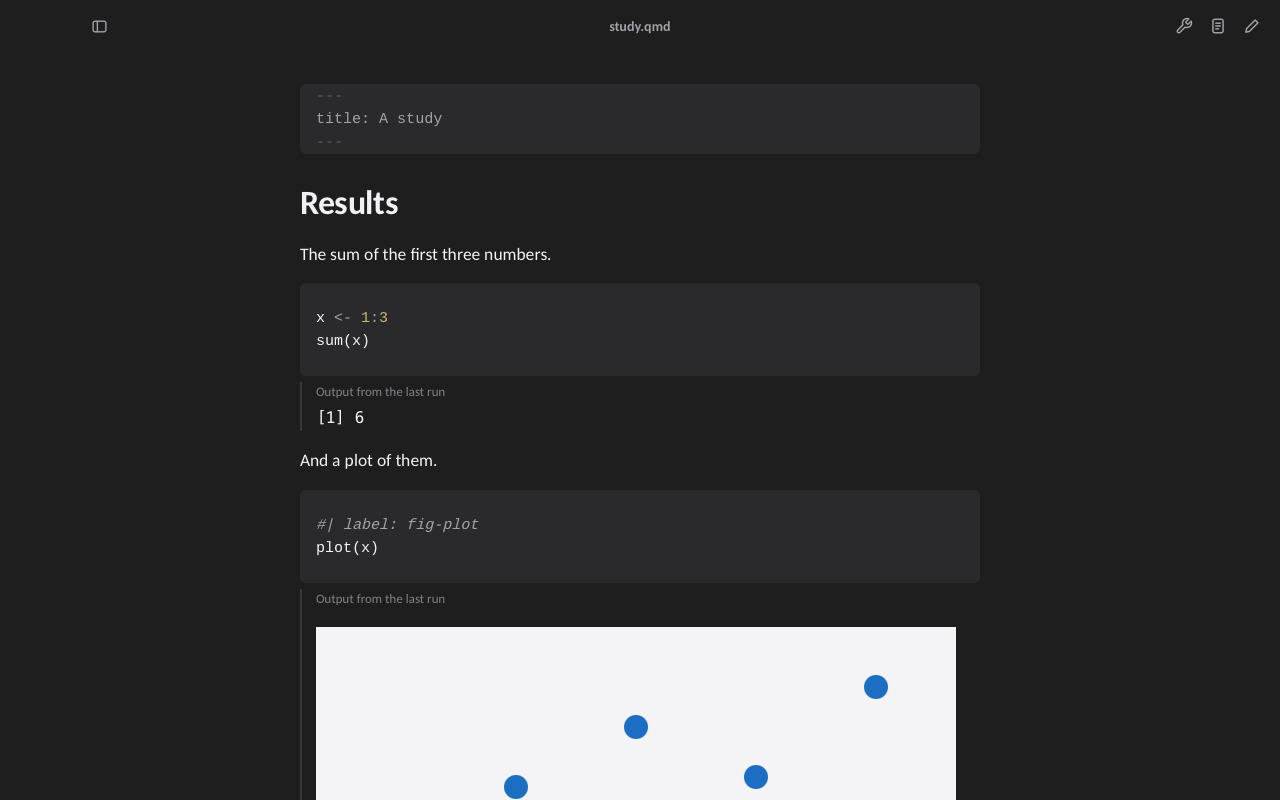 study.qmd
---
title: A study
---
Results
The sum of the first three numbers.
x <- 1:3
sum(x)
Output from the last run
[1] 6
And a plot of them.
#| label: fig-plot
plot(x)
Output from the last run